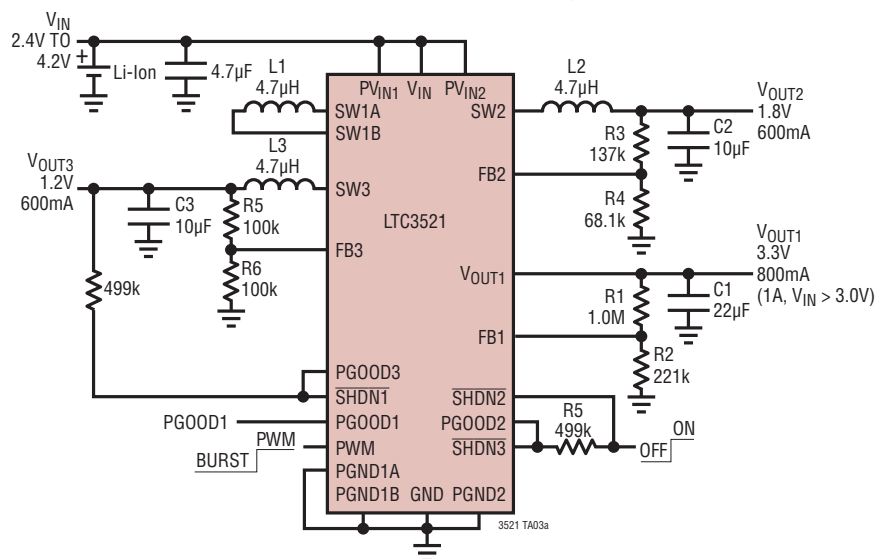 VIN
2.4V TO
4.2V
+
Li-Ion
4.7µF
L1
4.7µH
PVIN1 VIN PVIN2
SW1A
SW1B
L2
4.7µH
SW2
VOUT2
1.8V
600mA
R3
137k
C2
10µF
FB2
R4
68.1k
VOUT3
1.2V
600mA
L3
4.7µH
SW3
C3
10µF
R5
100k
LTC3521
FB3
R6
100k
499k
VOUT1
VOUT1
3.3V
800mA
(1A, VIN > 3.0V)
R1
1.0M
C1
22µF
FB1
R2
221k
PGOOD3
SHDN1
PGOOD1
PGOOD1
PWM
BURST
PWM
PGND1A
PGND1B GND PGND2
SHDN2
PGOOD2
SHDN3
R5
499k
ON
OFF
3521 TA03a